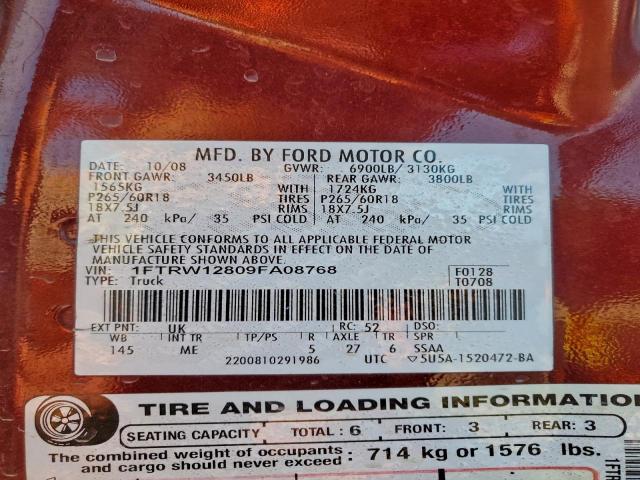 MFD. BY FORD MOTOR CO.
DATE: 10/08 GVWR: 6900LB/ 3130KG
FRONT GAWR: 3450LB REAR GAWR: 3800LB
1565KG WITH 1724KG WITH
P265/60R18 TIRES P265/60R18 TIRES
18X7.5J RIMS 18X7.5J RIMS
AT 240 kPa/ 35 PSI COLD AT 240 kPa/ 35 PSI COLD
THIS VEHICLE CONFORMS TO ALL APPLICABLE FEDERAL MOTOR
VEHICLE SAFETY STANDARDS IN EFFECT ON THE DATE OF
MANUFACTURE SHOWN ABOVE.
VIN: 1FTRW12809FA08768 F0128
TYPE: Truck T0708
EXT PNT: UK RC: 52 DSO:
WB INT TR TP/PS R AXLE TR SPR
145 ME 5 27 6 SSAA
2200810291986 UTC ▽5U5A-1520472-BA
TIRE AND LOADING INFORMATIO
SEATING CAPACITY TOTAL : 6 FRONT: 3 REAR: 3
The combined weight of occupants and cargo should never exceed: 714 kg or 1576 lbs.
1FTR